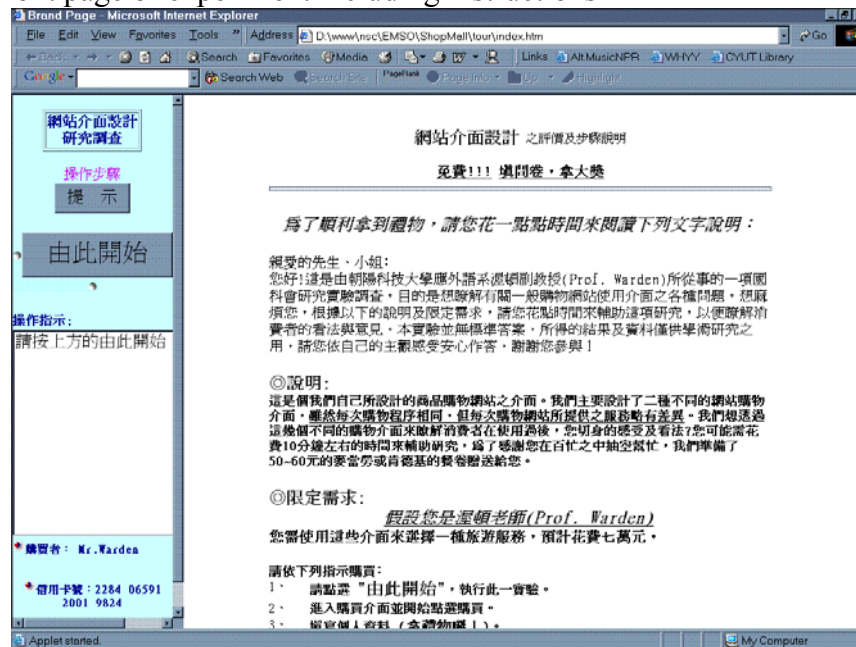 Brand Page - Microsoft Internet Explorer
File Edit View Favorites Tools » Address D:\www\nsc\EMSO\ShopMall\tour\index.htm Go
Back Search Favorites Media Links Alt.MusicNPR WHYY CYUT Library
Google Search Web Search Site PageRank Page Info Up Highlight
網站介面設計
研究調查
操作步驟
提 示
由此開始
操作指示:
請按上方的由此開始
購買者: Mr.Warden
信用卡號:2284 06591
2001 9824
網站介面設計 之評價及步驟說明
免費!!! 填問卷,拿大獎
為了順利拿到禮物,請您花一點點時間來閱讀下列文字說明:
親愛的先生、小姐:
您好!這是由朝陽科技大學應外語系渥頓副教授(Prof. Warden)所從事的一項國
科會研究實驗調查,目的是想瞭解有關一般購物網站使用介面之各種問題,想麻
煩您,根據以下的說明及限定需求,請您花點時間來輔助這項研究,以便瞭解消
費者的看法與意見、本實驗並無標準答案,所得的結果及資料僅供學術研究之
用,請您依自己的主觀感受安心作答,謝謝您參與!
◎說明:
這是個我們自己所設計的商品購物網站之介面。我們主要設計了二種不同的網站購物
介面,雖然每次購物程序相同,但每次購物網站所提供之服務略有差異。我們想透過
這幾個不同的購物介面來瞭解消費者在使用過後,您切身的感受及看法?您可能需花
費10分鐘左右的時間來輔助研究,為了感謝您在百忙之中抽空幫忙,我們準備了
50~60元的麥當勞或肯德基的餐卷贈送給您。
◎限定需求:
假設您是渥頓老師(Prof. Warden)
您需使用這些介面來選擇一種旅遊服務,預計花費七萬元。
請依下列指示購買:
1、 請點選 "由此開始",執行此一實驗。
2、 進入購買介面並開始點選購買。
3、 填寫個人資料 (拿禮物喔!)。
Applet started. My Computer